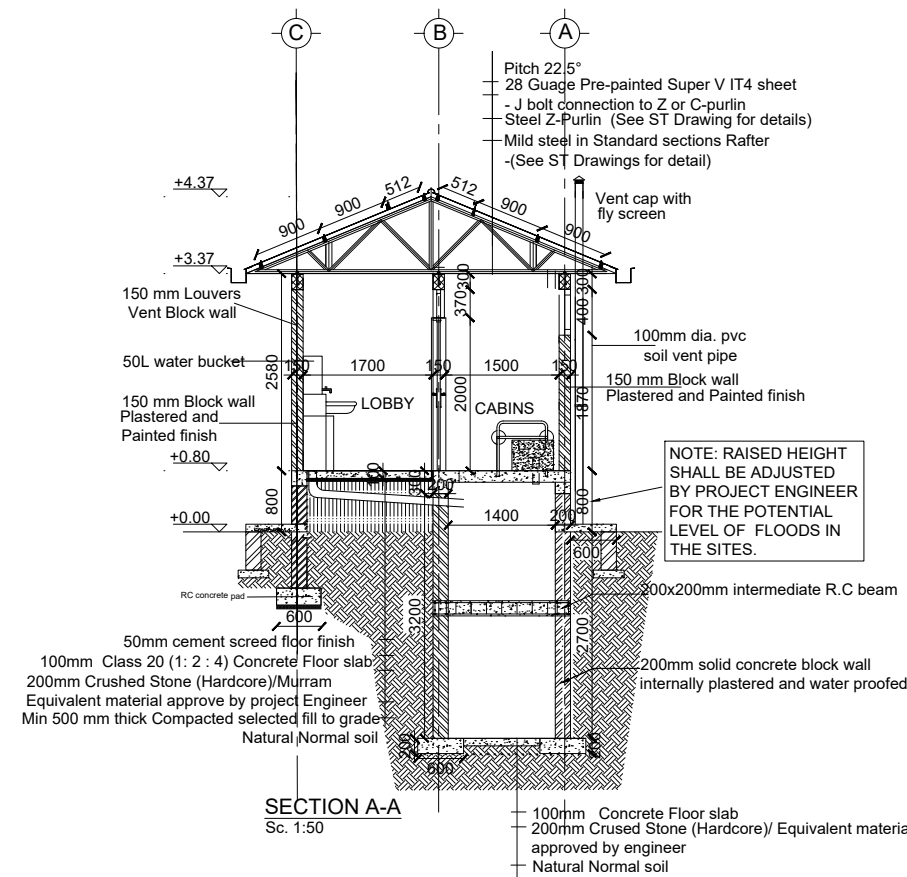 C
B
A
Pitch 22.5°
28 Guage Pre-painted Super V IT4 sheet
- J bolt connection to Z or C-purlin
Steel Z-Purlin (See ST Drawing for details)
Mild steel in Standard sections Rafter
-(See ST Drawings for detail)
+4.37
512
512
Vent cap with
fly screen
900
900
900
900
+3.37
300
300
370
400
150 mm Louvers
Vent Block wall
100mm dia. pvc
soil vent pipe
50L water bucket
2580
150
1700
150
1500
150
150 mm Block wall
Plastered and Painted finish
2000
150 mm Block wall
Plastered and
Painted finish
LOBBY
CABINS
+0.80
NOTE: RAISED HEIGHT
SHALL BE ADJUSTED
BY PROJECT ENGINEER
FOR THE POTENTIAL
LEVEL OF FLOODS IN
THE SITES.
200
800
800
+0.00
1400
200
600
RC concrete pad
200x200mm intermediate R.C beam
600
3200
2700
50mm cement screed floor finish
100mm Class 20 (1: 2 : 4) Concrete Floor slab
200mm Crushed Stone (Hardcore)/Murram
Equivalent material approve by project Engineer
Min 500 mm thick Compacted selected fill to grade
Natural Normal soil
200mm solid concrete block wall
internally plastered and water proofed
200
200
600
SECTION A-A
Sc. 1:50
100mm Concrete Floor slab
200mm Crused Stone (Hardcore)/ Equivalent materia
approved by engineer
Natural Normal soil